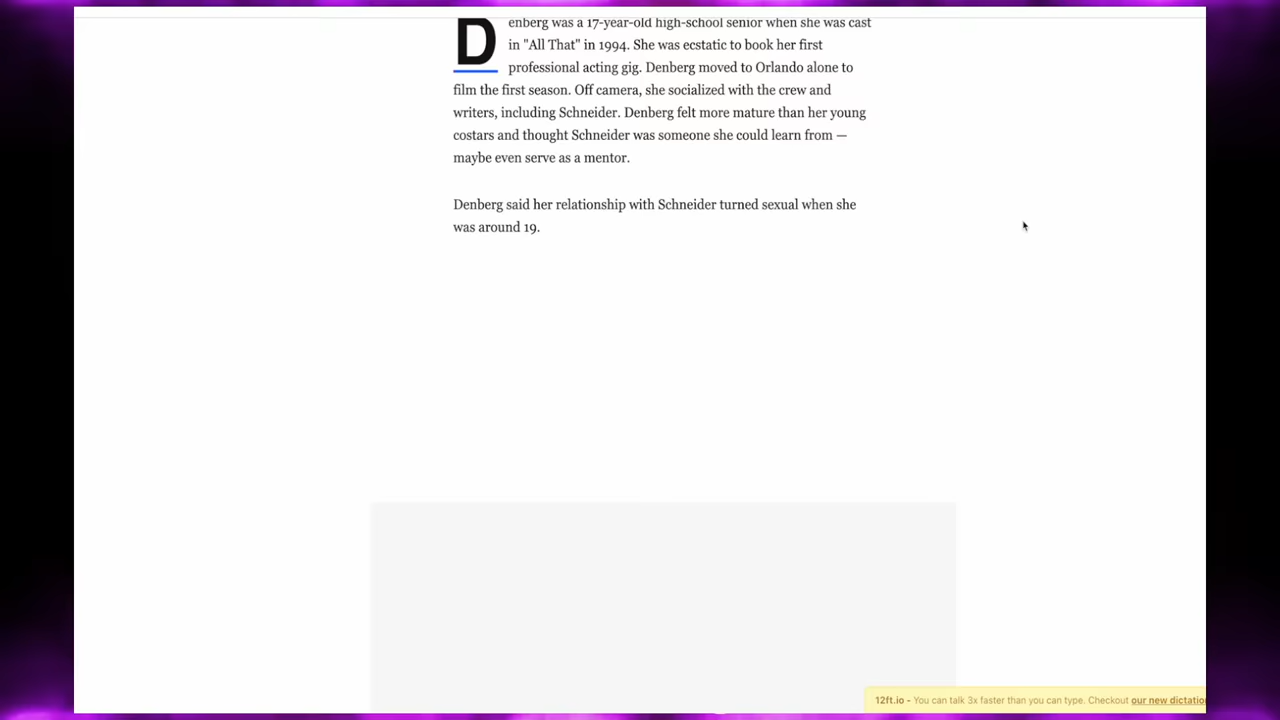 Denberg was a 17-year-old high-school senior when she was cast
in "All That" in 1994. She was ecstatic to book her first
professional acting gig. Denberg moved to Orlando alone to
film the first season. Off camera, she socialized with the crew and
writers, including Schneider. Denberg felt more mature than her young
costars and thought Schneider was someone she could learn from —
maybe even serve as a mentor.
Denberg said her relationship with Schneider turned sexual when she
was around 19.
12ft.io - You can talk 3x faster than you can type. Checkout our new dictatio